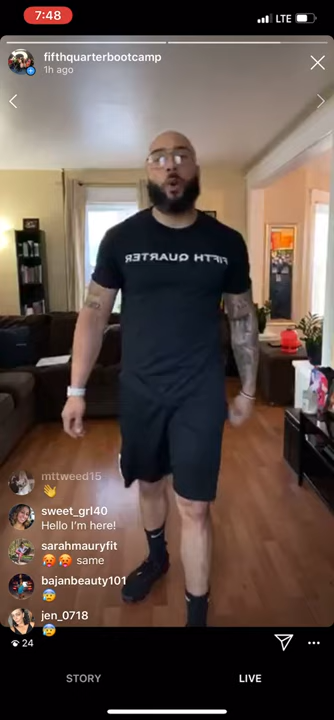 7:48
LTE
fifthquarterbootcamp
1h ago
FIFTH QUARTER
mttweed15
👋
sweet_grl40
Hello I'm here!
sarahmauryfit
🥵🥵 same
bajanbeauty101
😰
jen_0718
😰
24
STORY
LIVE